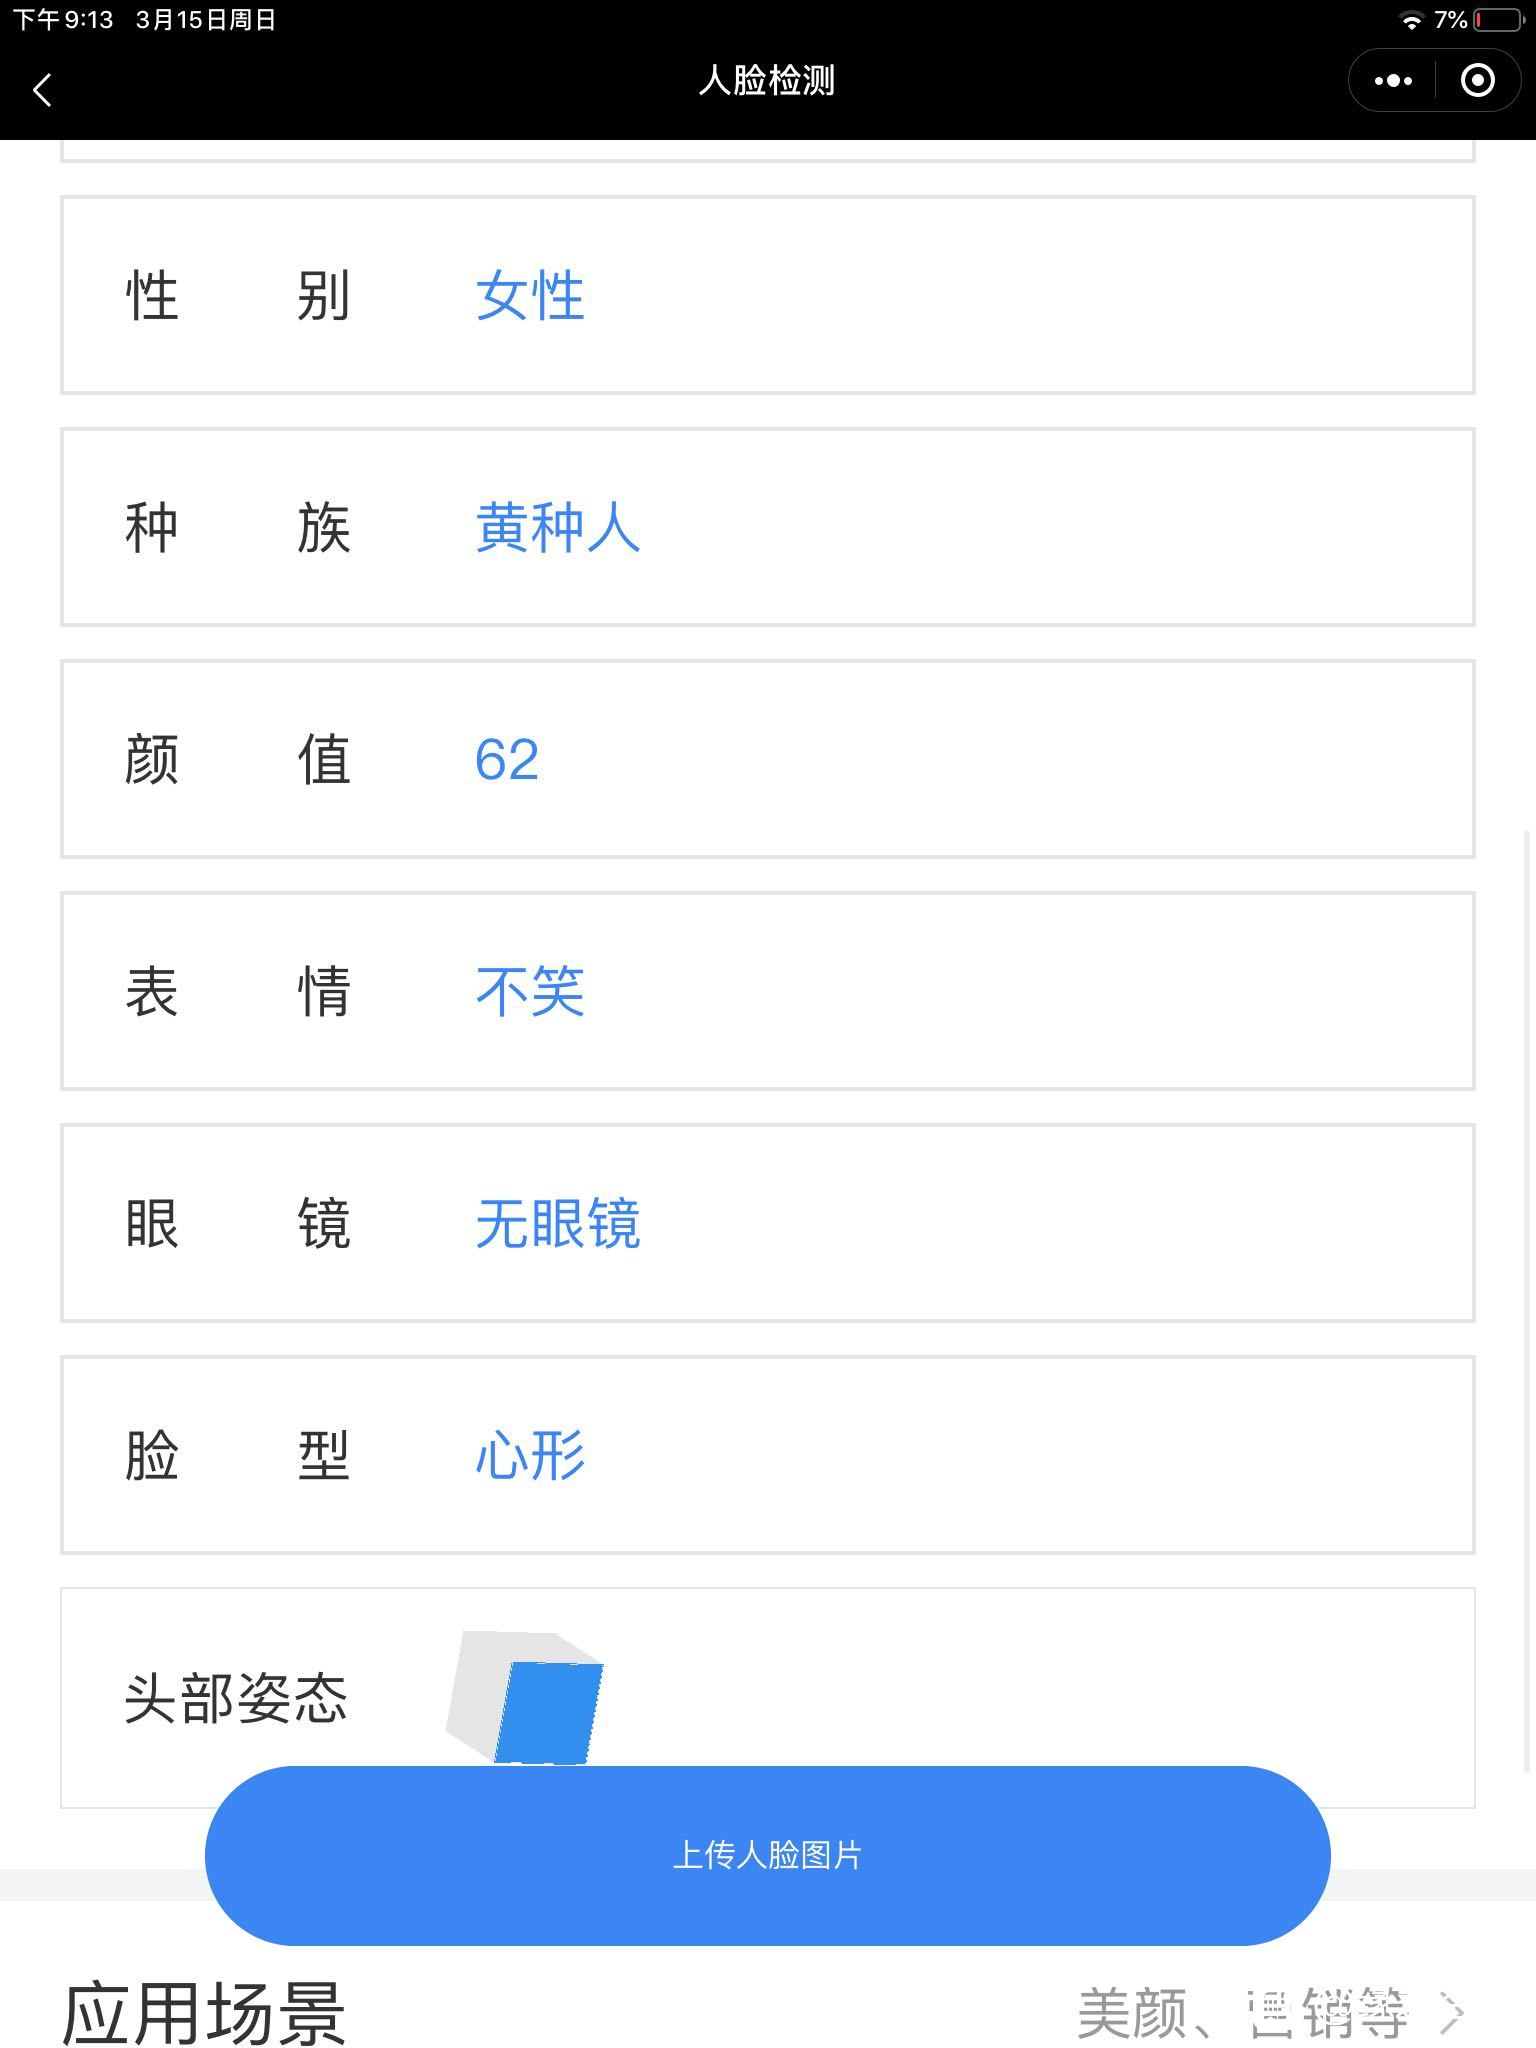 下午9:13 3月15日周日
7%
人脸检测
性别 女性
种族 黄种人
颜值 62
表情 不笑
眼镜 无眼镜
脸型 心形
头部姿态
上传人脸图片
应用场景
美颜、营销等